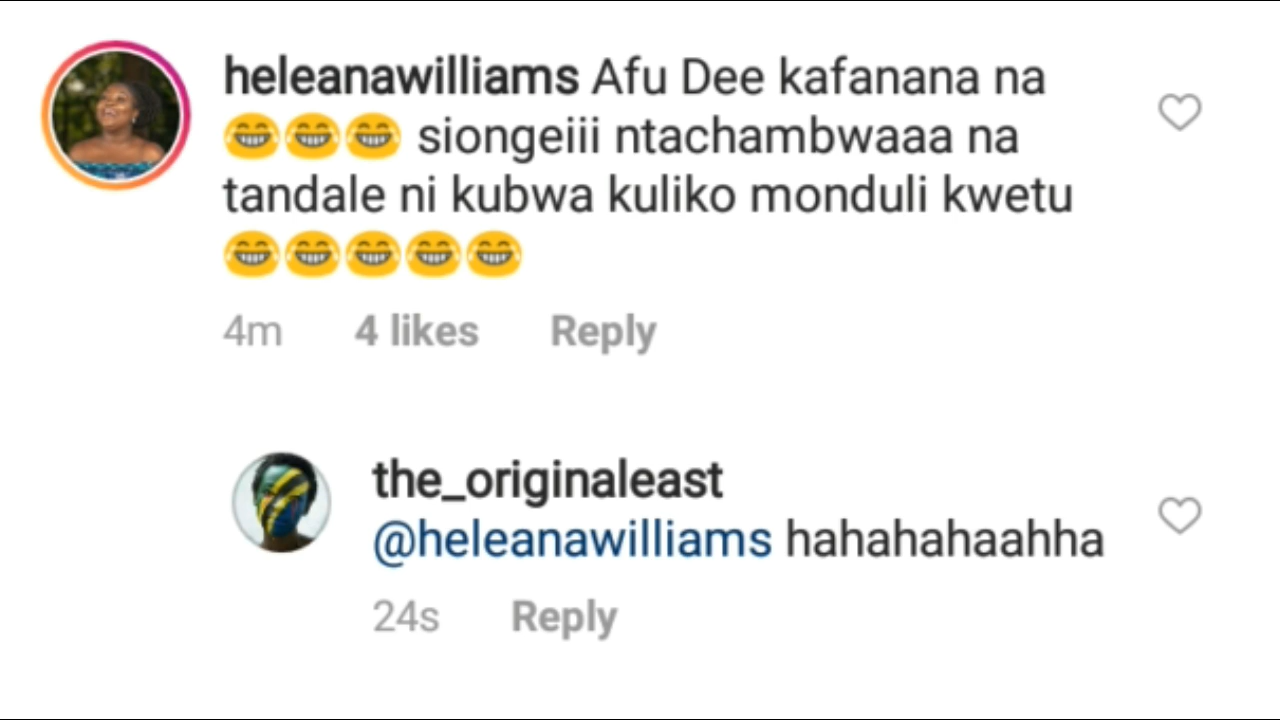 heleanawilliams Afu Dee kafanana na
😂😂😂 siongeiii ntachambwaaa na
tandale ni kubwa kuliko monduli kwetu
😂😂😂😂😂
4m 4 likes Reply
the_originaleast
@heleanawilliams hahahahaahha
24s Reply